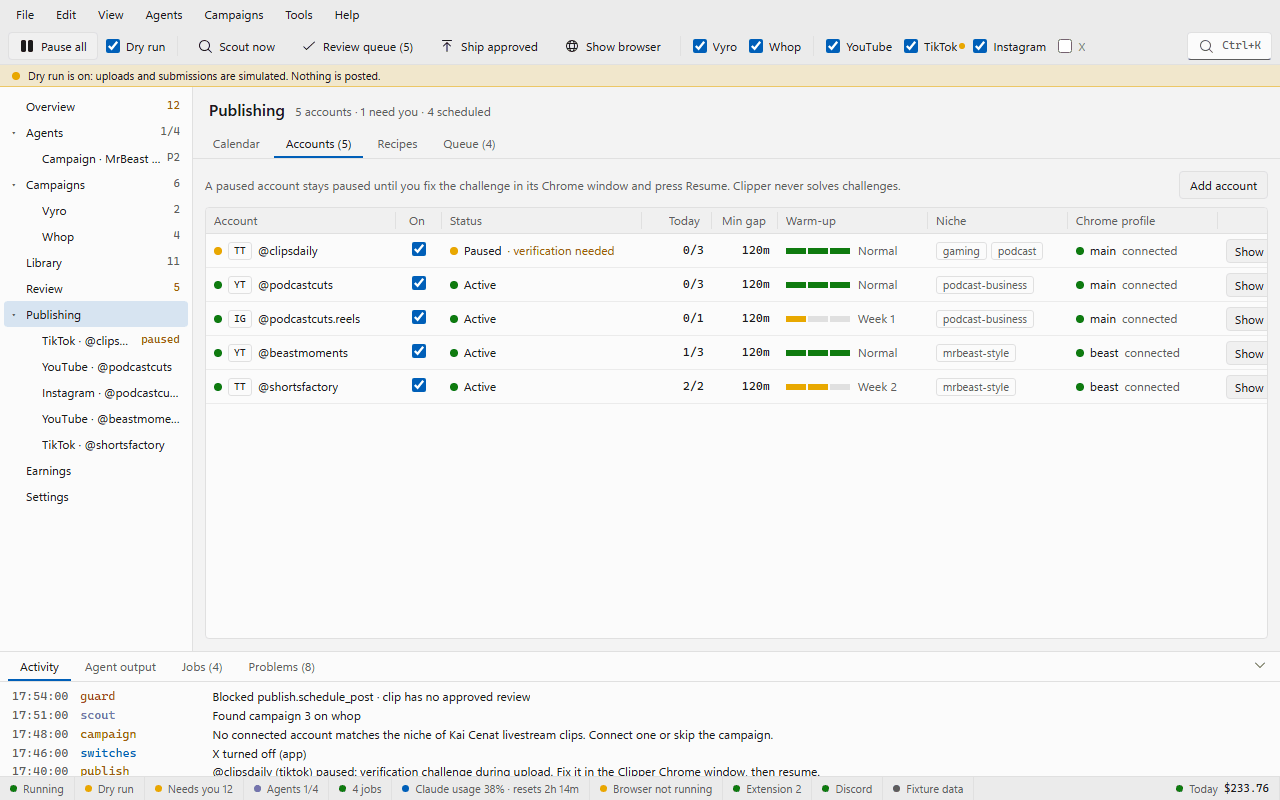 File Edit View Agents Campaigns Tools Help
Pause all Dry run Scout now Review queue (5) Ship approved Show browser Vyro Whop YouTube TikTok Instagram X Ctrl+K
Dry run is on: uploads and submissions are simulated. Nothing is posted.
Overview 12
Agents 1/4
Campaign · MrBeast ... P2
Campaigns 6
Vyro 2
Whop 4
Library 11
Review 5
Publishing
TikTok · @clips... paused
YouTube · @podcastcuts
Instagram · @podcastcu...
YouTube · @beastmome...
TikTok · @shortsfactory
Earnings
Settings
Publishing 5 accounts · 1 need you · 4 scheduled
Calendar Accounts (5) Recipes Queue (4)
A paused account stays paused until you fix the challenge in its Chrome window and press Resume. Clipper never solves challenges. Add account
Account On Status Today Min gap Warm-up Niche Chrome profile
TT @clipsdaily Paused · verification needed 0/3 120m Normal gaming podcast main connected Show
YT @podcastcuts Active 0/3 120m Normal podcast-business main connected Show
IG @podcastcuts.reels Active 0/1 120m Week 1 podcast-business main connected Show
YT @beastmoments Active 1/3 120m Normal mrbeast-style beast connected Show
TT @shortsfactory Active 2/2 120m Week 2 mrbeast-style beast connected Show
Activity Agent output Jobs (4) Problems (8)
17:54:00 guard Blocked publish.schedule_post · clip has no approved review
17:51:00 scout Found campaign 3 on whop
17:48:00 campaign No connected account matches the niche of Kai Cenat livestream clips. Connect one or skip the campaign.
17:46:00 switches X turned off (app)
17:40:00 publish @clipsdaily (tiktok) paused: verification challenge during upload. Fix it in the Clipper Chrome window, then resume.
Running Dry run Needs you 12 Agents 1/4 4 jobs Claude usage 38% · resets 2h 14m Browser not running Extension 2 Discord Fixture data Today $233.76